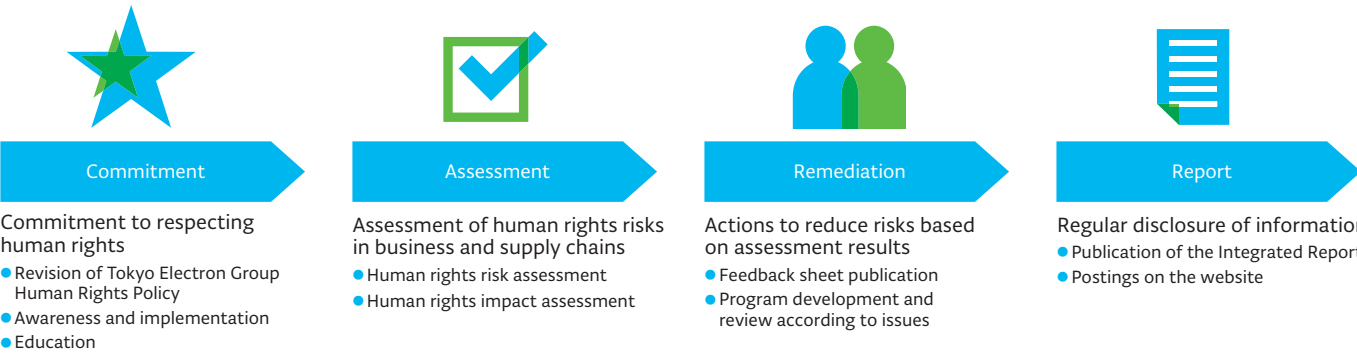 Commitment
Commitment to respecting
human rights
● Revision of Tokyo Electron Group
Human Rights Policy
● Awareness and implementation
● Education
Assessment
Assessment of human rights risks
in business and supply chains
● Human rights risk assessment
● Human rights impact assessment
Remediation
Actions to reduce risks based
on assessment results
● Feedback sheet publication
● Program development and
review according to issues
Report
Regular disclosure of information
● Publication of the Integrated Report
● Postings on the website